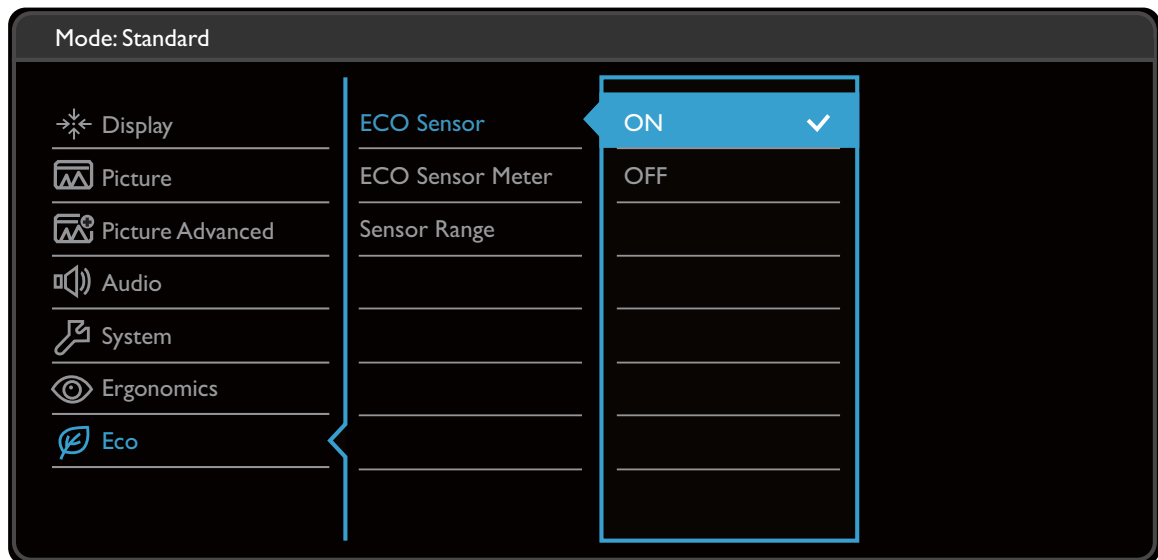 Mode: Standard
Display
Picture
Picture Advanced
Audio
System
Ergonomics
Eco
ECO Sensor
ECO Sensor Meter
Sensor Range
ON
OFF